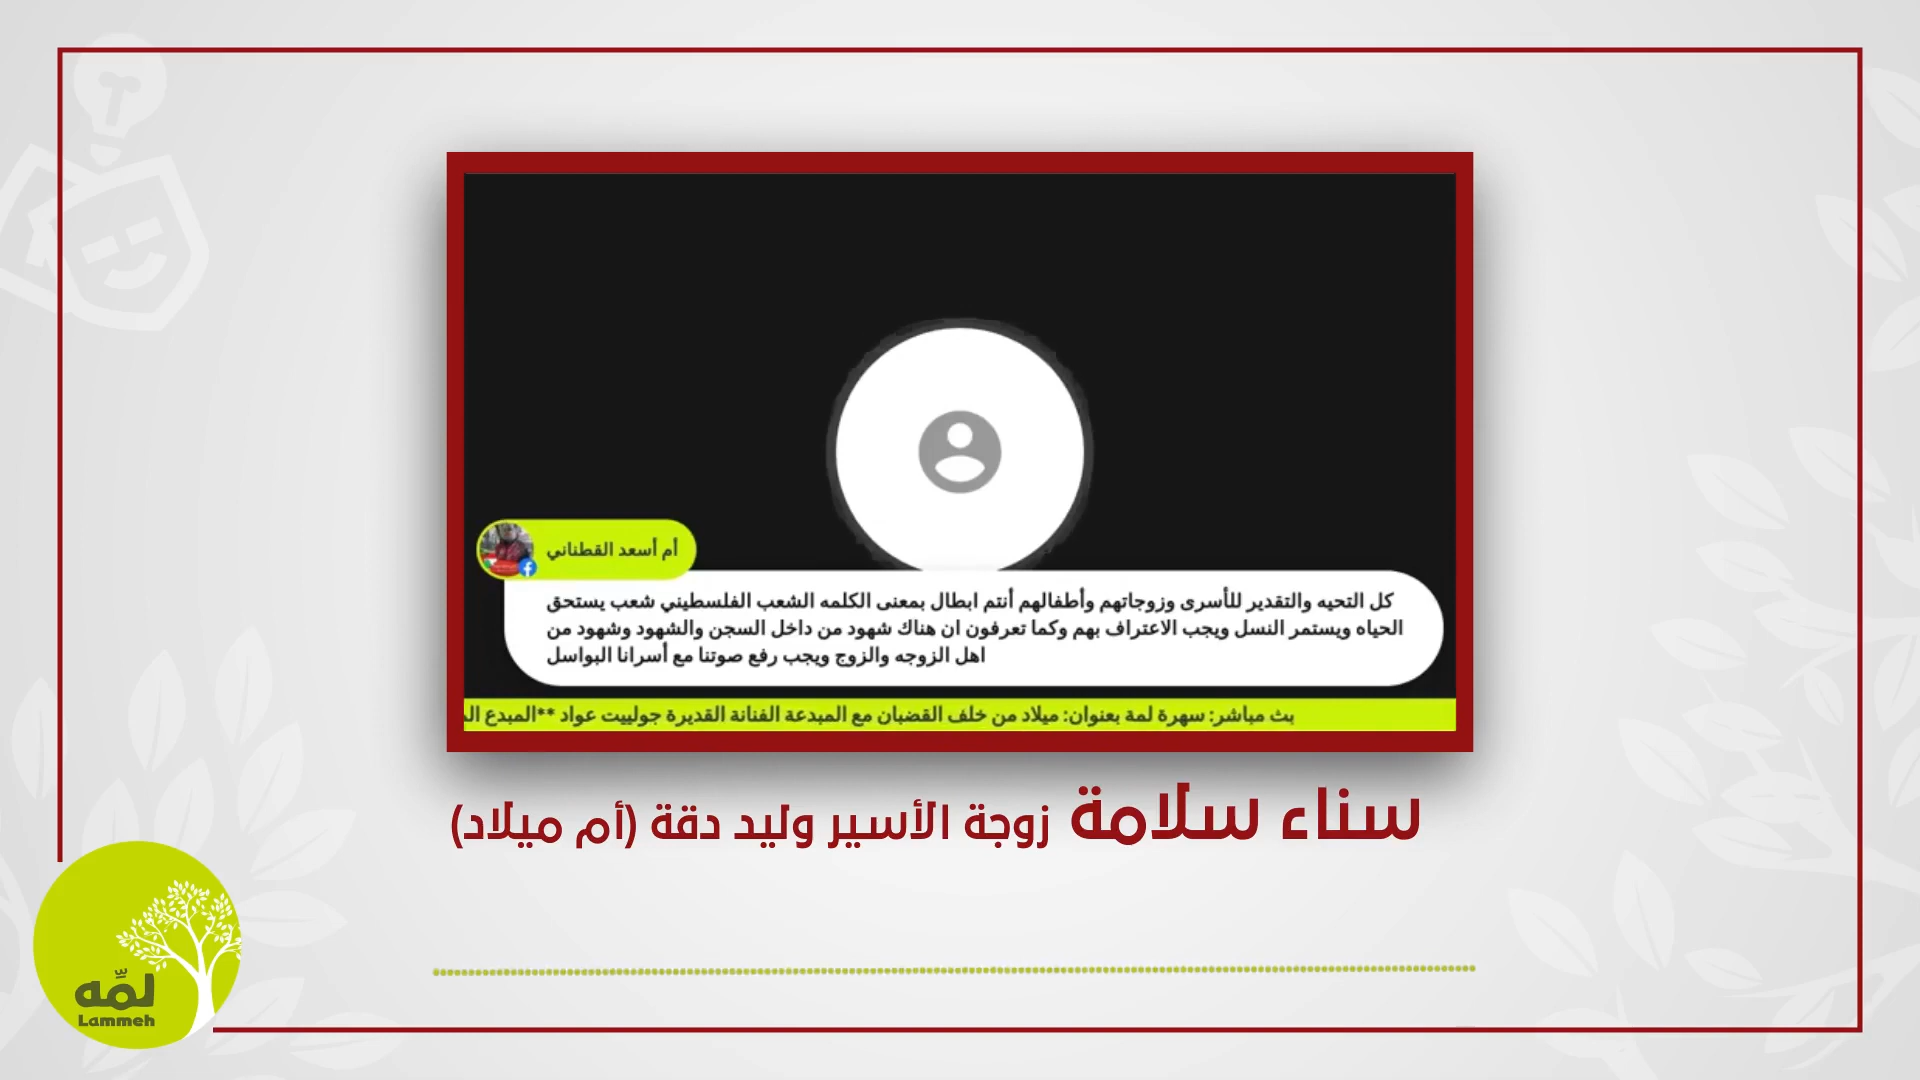 أم أسعد القطناني
كل التحيه والتقدير للأسرى وزوجاتهم وأطفالهم أنتم ابطال بمعنى الكلمه الشعب الفلسطيني شعب يستحق
الحياه ويستمر النسل ويجب الاعتراف بهم وكما تعرفون ان هناك شهود من داخل السجن والشهود وشهود من
اهل الزوجه والزوج ويجب رفع صوتنا مع أسرانا البواسل
بث مباشر: سهرة لمة بعنوان: ميلاد من خلف القضبان مع المبدعة الفنانة القديرة جولييت عواد **المبدع
سناء سلامة زوجة الأسير وليد دقة (أم ميلاد)
لمّه
Lammeh